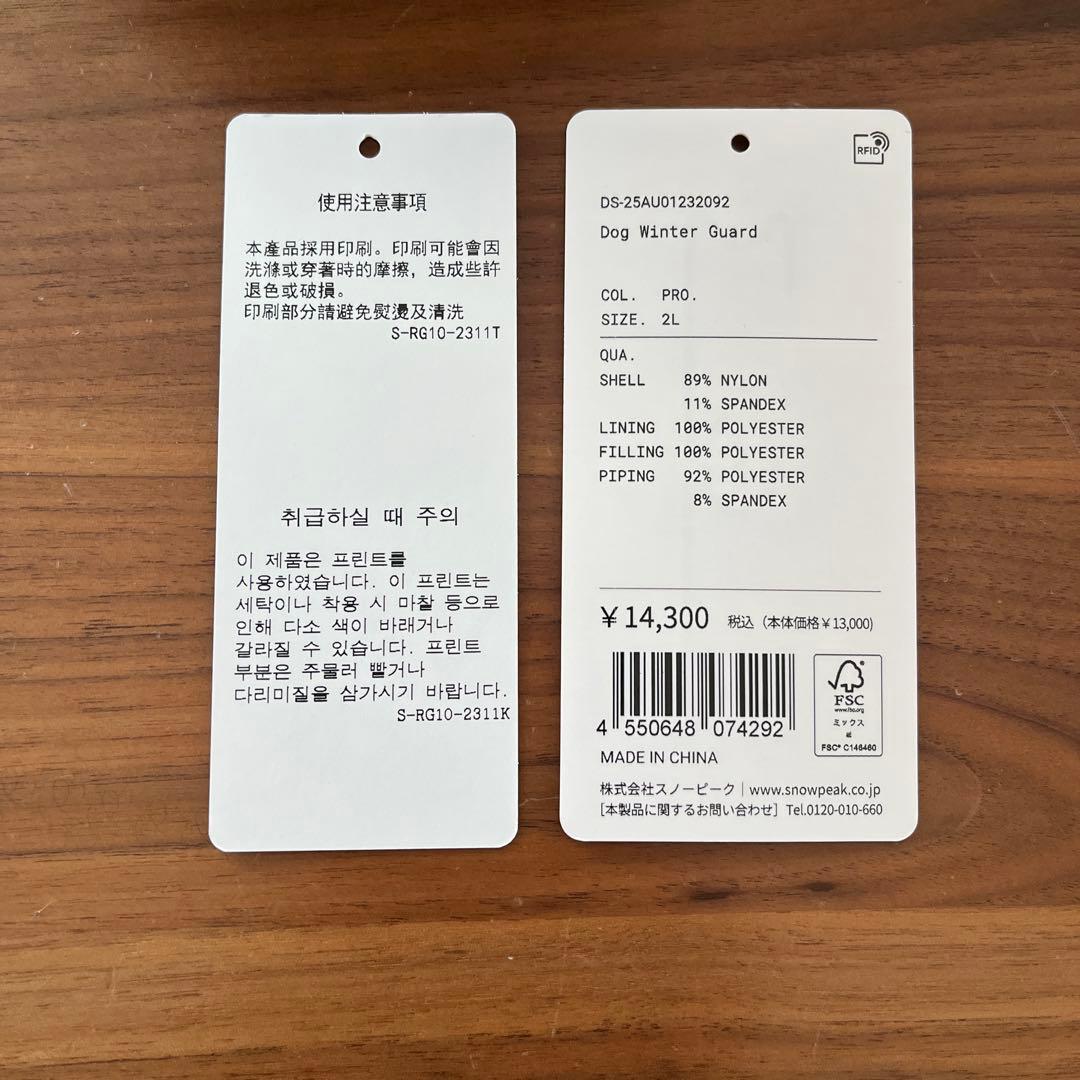 使用注意事項
本產品採用印刷。印刷可能會因
洗滌或穿著時的摩擦，造成些許
退色或破損。
印刷部分請避免熨燙及清洗
S-RG10-2311T
취급하실 때 주의
이 제품은 프린트를
사용하였습니다. 이 프린트는
세탁이나 착용 시 마찰 등으로
인해 다소 색이 바래거나
갈라질 수 있습니다. 프린트
부분은 주물러 빨거나
다리미질을 삼가시기 바랍니다.
S-RG10-2311K
RFID
DS-25AU01232092
Dog Winter Guard
COL. PRO.
SIZE. 2L
QUA.
SHELL 89% NYLON
11% SPANDEX
LINING 100% POLYESTER
FILLING 100% POLYESTER
PIPING 92% POLYESTER
8% SPANDEX
¥14,300 税込（本体価格¥13,000)
4 550648 074292
FSC
www.fsc.org
ミックス
紙
FSC® C146460
MADE IN CHINA
株式会社スノーピーク｜www.snowpeak.co.jp
［本製品に関するお問い合わせ］Tel.0120-010-660